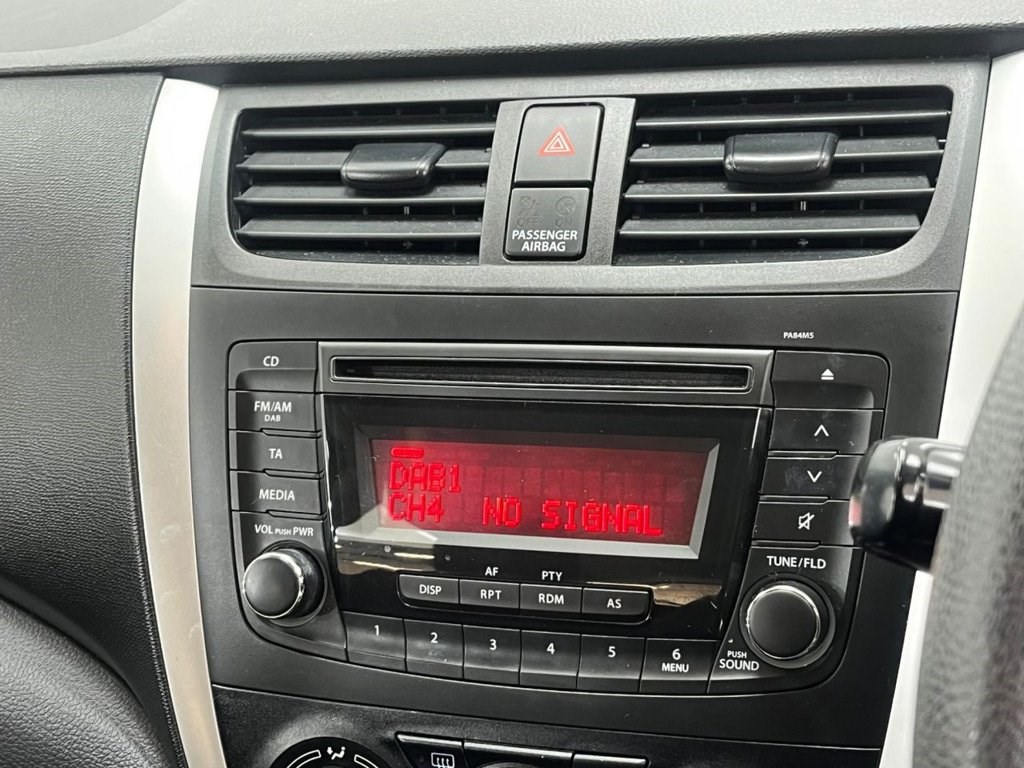 OFF
PASSENGER
AIRBAG
PA84M5
CD
FM/AM
DAB
TA
MEDIA
VOL PUSH PWR
DAB1
CH4 NO SIGNAL
TUNE/FLD
AF
PTY
DISP
RPT
RDM
AS
1
2
3
4
5
6
MENU
PUSH
SOUND